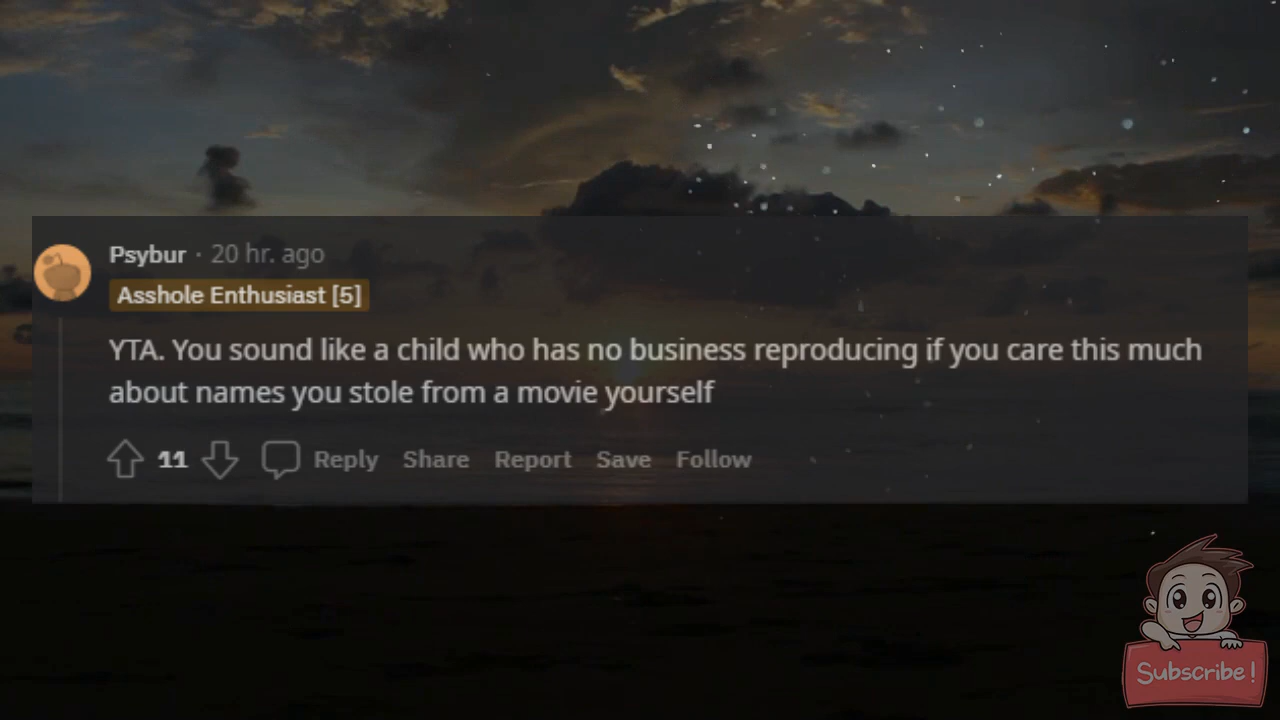 Psybur · 20 hr. ago
Asshole Enthusiast [5]
YTA. You sound like a child who has no business reproducing if you care this much
about names you stole from a movie yourself
11 Reply Share Report Save Follow
Subscribe!